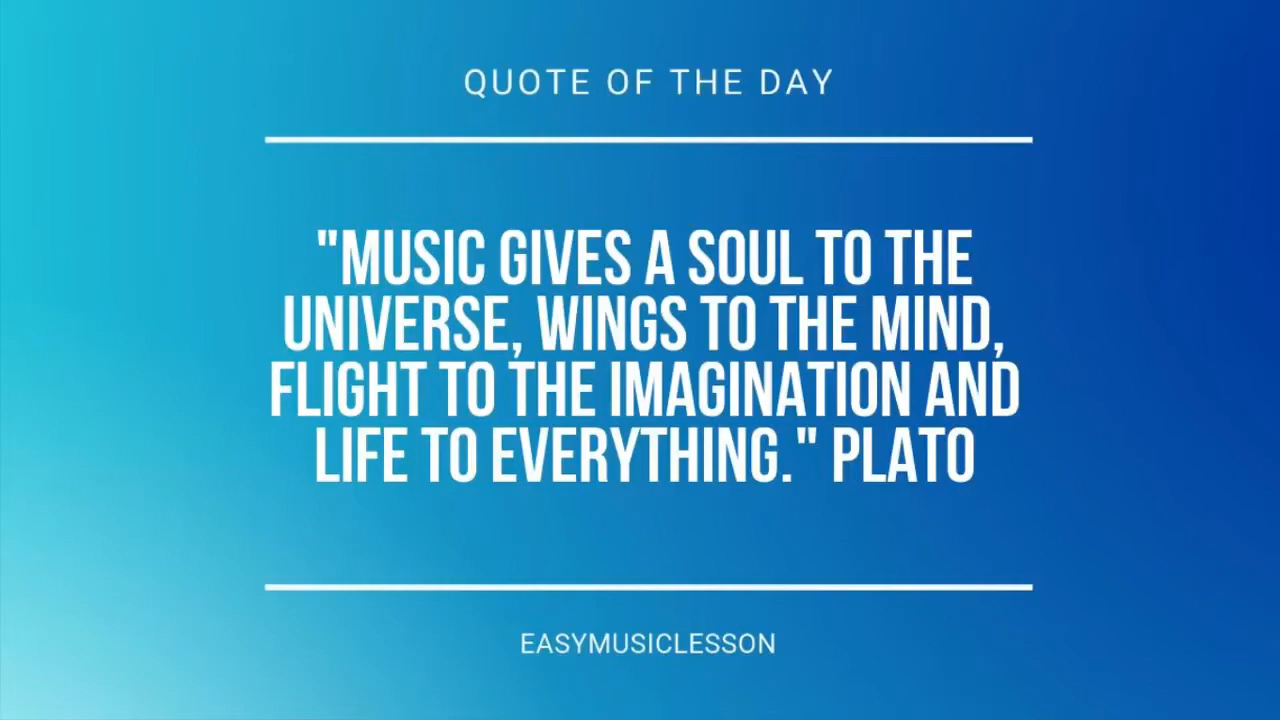 QUOTE OF THE DAY
"MUSIC GIVES A SOUL TO THE
UNIVERSE, WINGS TO THE MIND,
FLIGHT TO THE IMAGINATION AND
LIFE TO EVERYTHING." PLATO
EASYMUSICLESSON